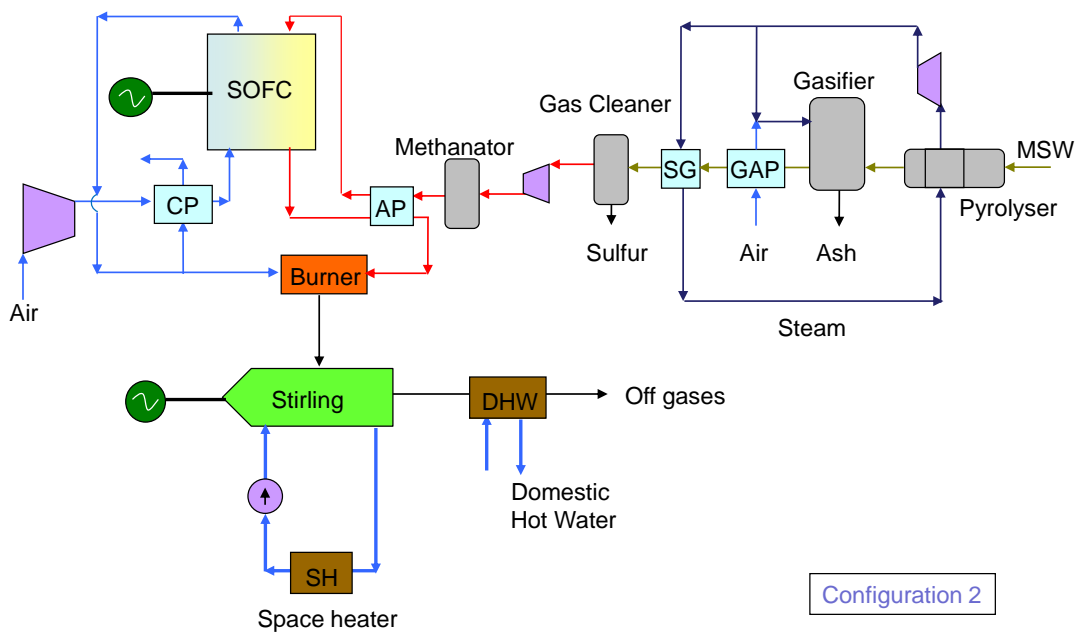 SOFC
Gasifier
Gas Cleaner
Methanator
MSW
SG
GAP
CP
AP
Pyrolyser
Sulfur
Air
Ash
Burner
Air
Steam
Stirling
DHW
Off gases
Domestic
Hot Water
SH
Configuration 2
Space heater